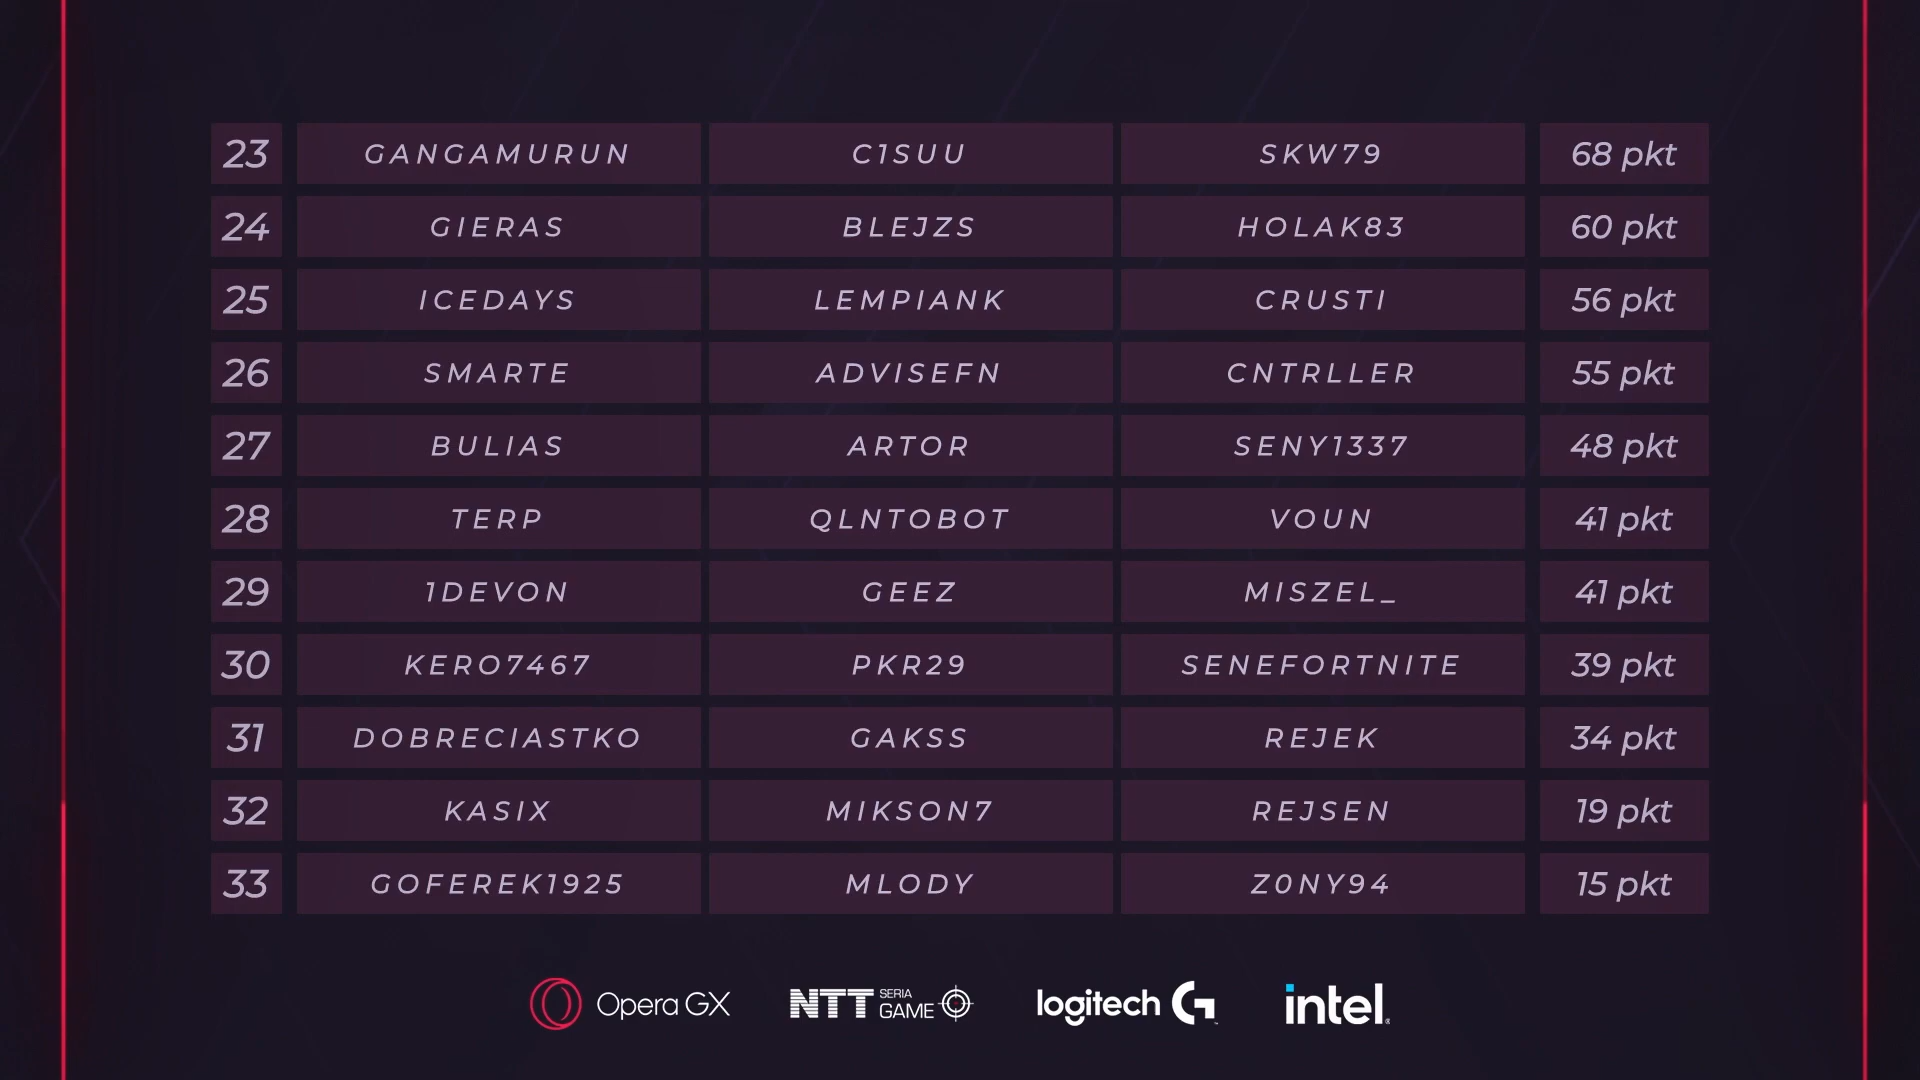 23 GANGAMURUN C1SUU SKW79 68 pkt
24 GIERAS BLEJZS HOLAK83 60 pkt
25 ICEDAYS LEMPIANK CRUSTI 56 pkt
26 SMARTE ADVISEFN CNTRLLER 55 pkt
27 BULIAS ARTOR SENY1337 48 pkt
28 TERP QLNTOBOT VOUN 41 pkt
29 1DEVON GEEZ MISZEL_ 41 pkt
30 KERO7467 PKR29 SENEFORTNITE 39 pkt
31 DOBRECIASTKO GAKSS REJEK 34 pkt
32 KASIX MIKSON7 REJSEN 19 pkt
33 GOFEREK1925 MLODY Z0NY94 15 pkt
Opera GX NTT SERIA GAME logitech G intel